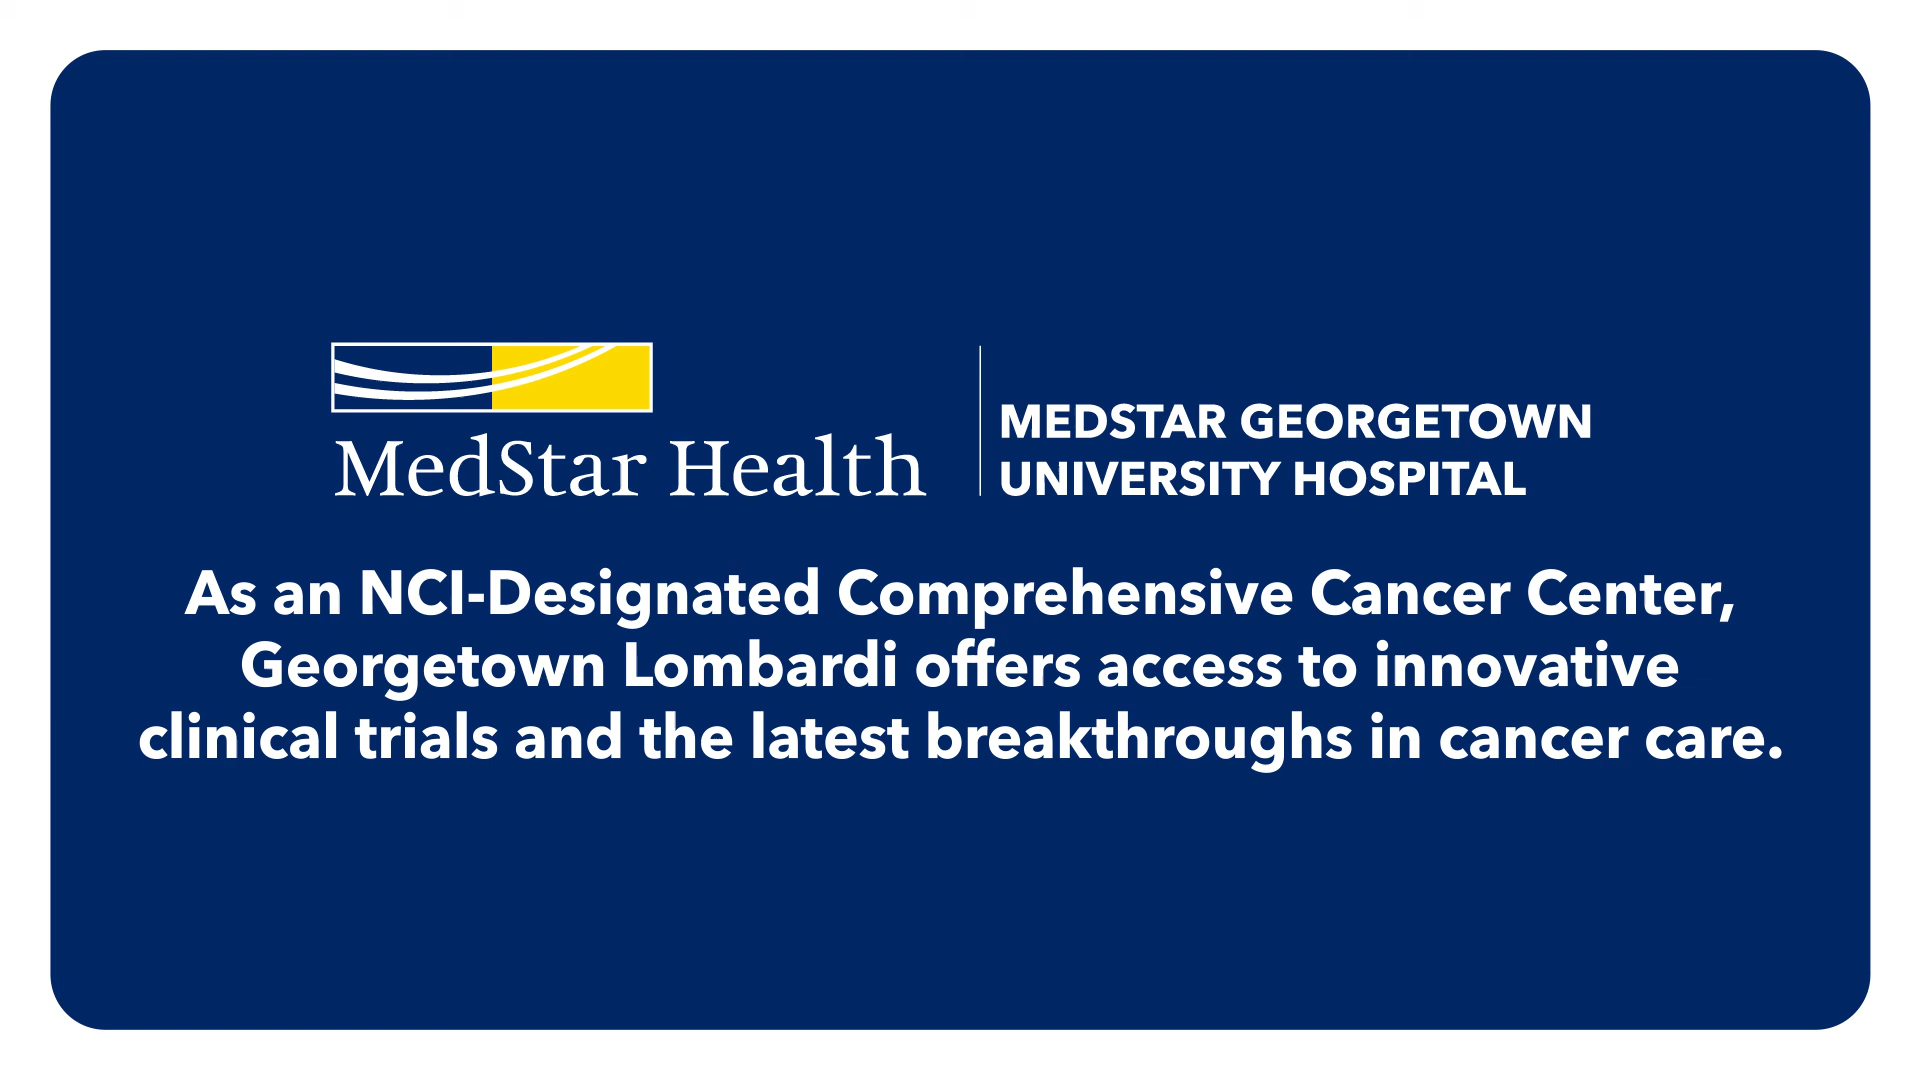 MedStar Health
MEDSTAR GEORGETOWN
UNIVERSITY HOSPITAL
As an NCI-Designated Comprehensive Cancer Center,
Georgetown Lombardi offers access to innovative
clinical trials and the latest breakthroughs in cancer care.